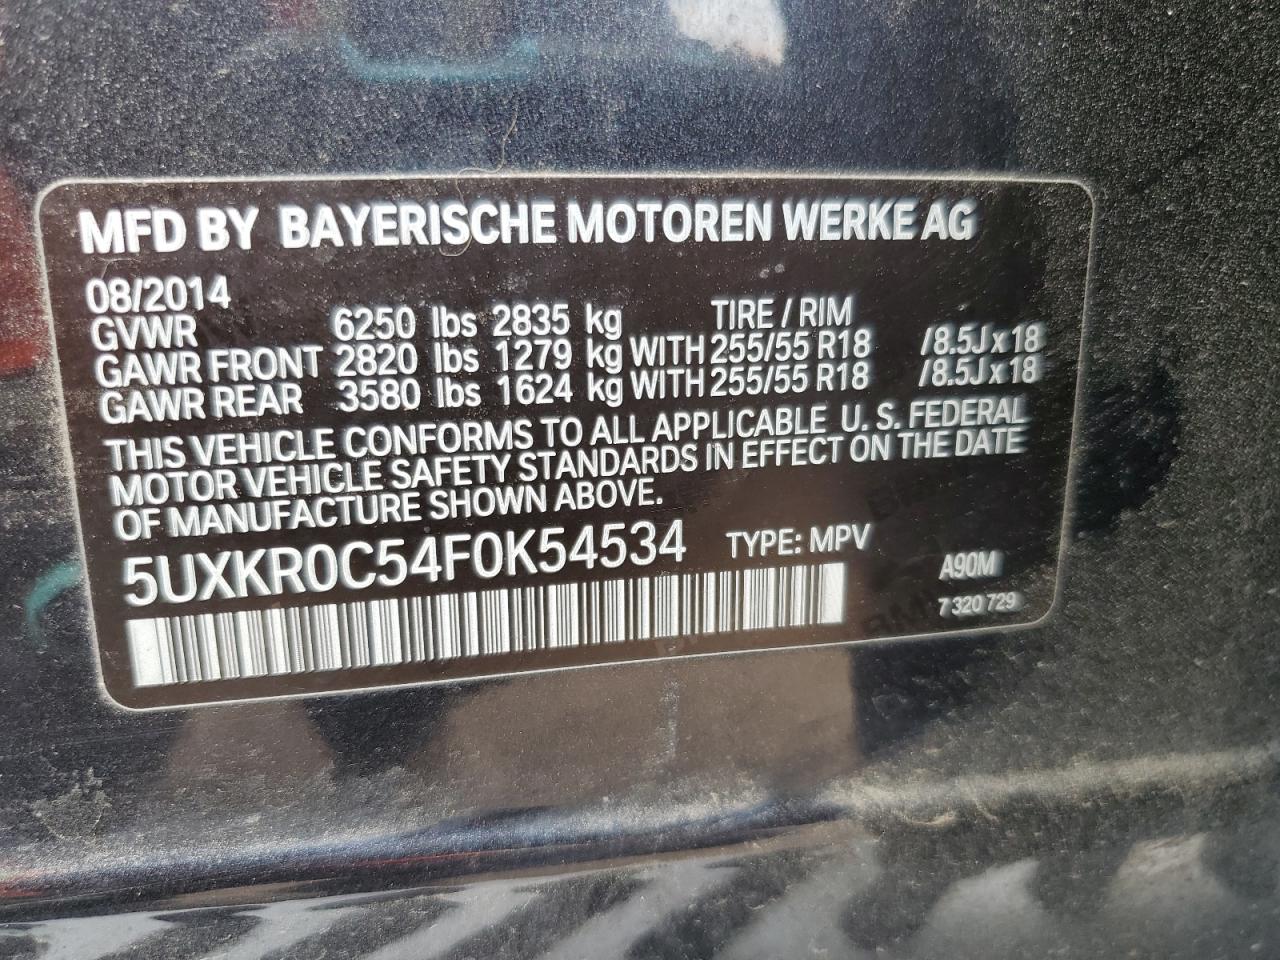 MFD BY BAYERISCHE MOTOREN WERKE AG
08/2014
GVWR 6250 lbs 2835 kg TIRE / RIM
GAWR FRONT 2820 lbs 1279 kg WITH 255/55 R18 /8.5J x 18
GAWR REAR 3580 lbs 1624 kg WITH 255/55 R18 /8.5J x 18
THIS VEHICLE CONFORMS TO ALL APPLICABLE U. S. FEDERAL
MOTOR VEHICLE SAFETY STANDARDS IN EFFECT ON THE DATE
OF MANUFACTURE SHOWN ABOVE.
5UXKR0C54F0K54534 TYPE: MPV
A90M
7 320 729